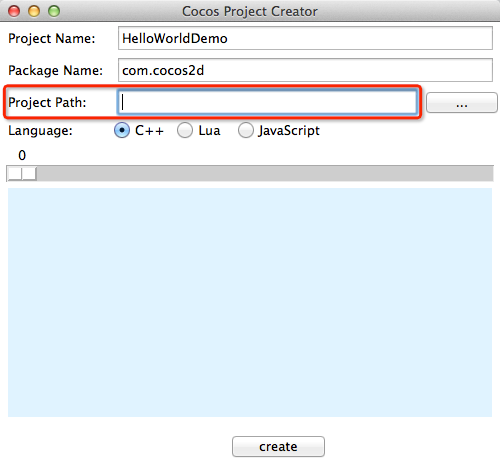 Cocos Project Creator
Project Name: HelloWorldDemo
Package Name: com.cocos2d
Project Path: ...
Language: C++ Lua JavaScript
0
create